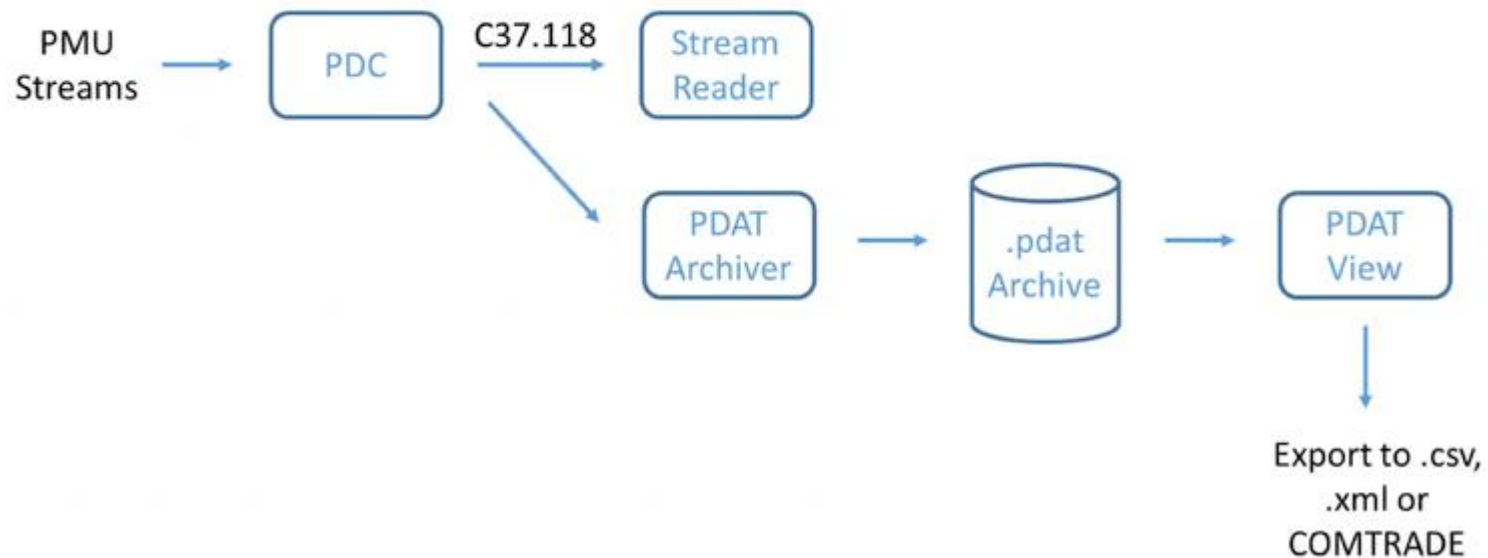 PMU
Streams
PDC
C37.118
Stream
Reader
PDAT
Archiver
.pdat
Archive
PDAT
View
Export to .csv,
.xml or
COMTRADE